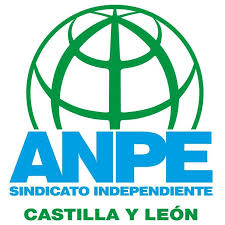 ANPE
SINDICATO INDEPENDIENTE
CASTILLA Y LEÓN